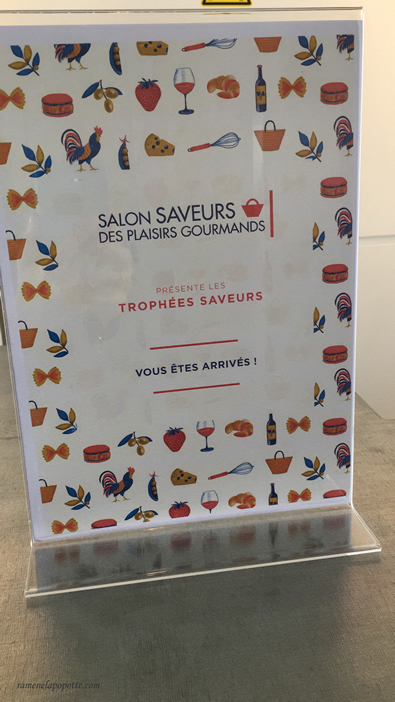 SALON SAVEURS
DES PLAISIRS GOURMANDS
PRÉSENTE LES
TROPHÉES SAVEURS
VOUS ÊTES ARRIVÉS !
ramenelapopotte.com